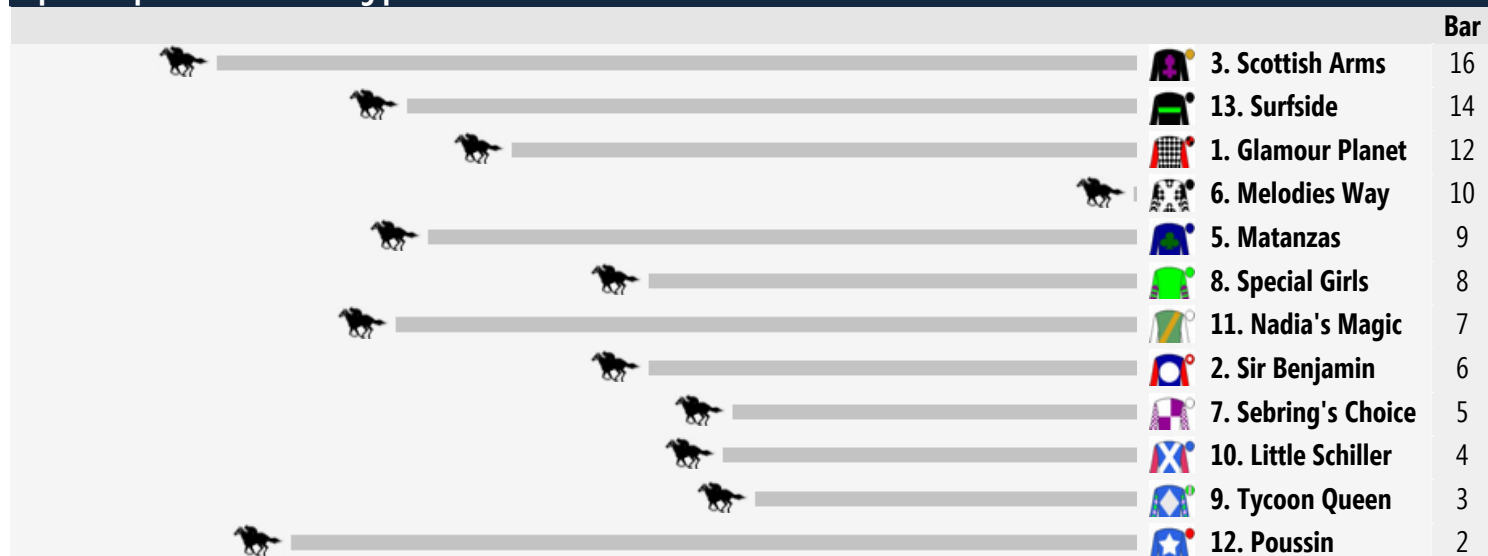 Bar
3. Scottish Arms 16
13. Surfside 14
1. Glamour Planet 12
6. Melodies Way 10
5. Matanzas 9
8. Special Girls 8
11. Nadia's Magic 7
2. Sir Benjamin 6
7. Sebring's Choice 5
10. Little Schiller 4
9. Tycoon Queen 3
12. Poussin 2